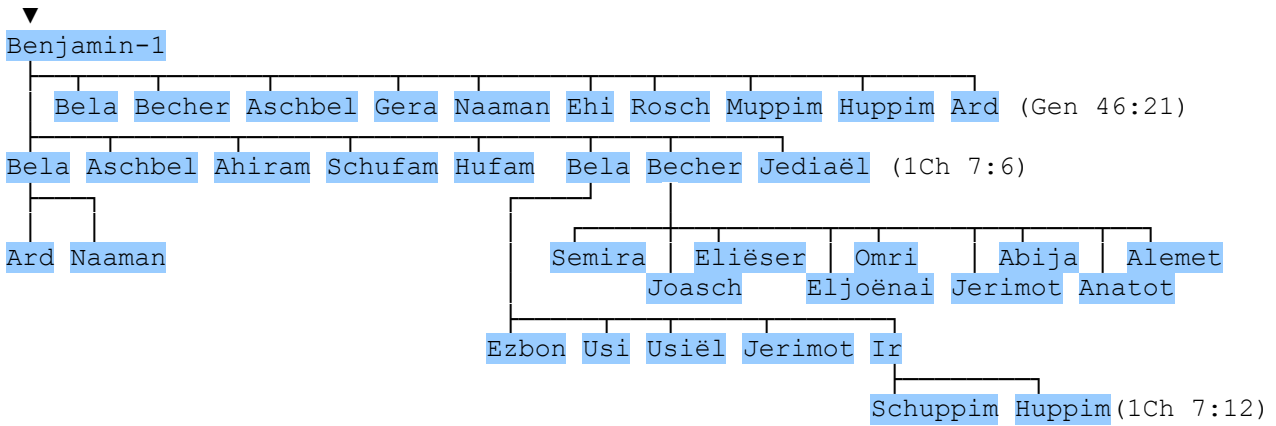 ▼
Benjamin-1
Bela Becher Aschbel Gera Naaman Ehi Rosch Muppim Huppim Ard (Gen 46:21)
Bela Aschbel Ahiram Schufam Hufam Bela Becher Jediaël (1Ch 7:6)
Ard Naaman Semira Eliëser Omri Abija Alemet
Joasch Eljoënai Jerimot Anatot
Ezbon Usi Usiël Jerimot Ir
Schuppim Huppim(1Ch 7:12)